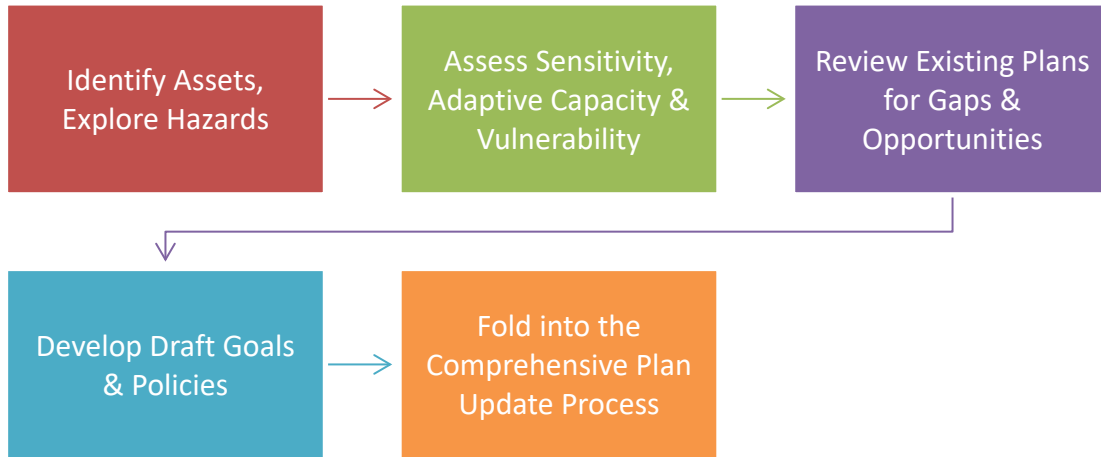 Identify Assets,
Explore Hazards
Assess Sensitivity,
Adaptive Capacity &
Vulnerability
Review Existing Plans
for Gaps &
Opportunities
Develop Draft Goals
& Policies
Fold into the
Comprehensive Plan
Update Process